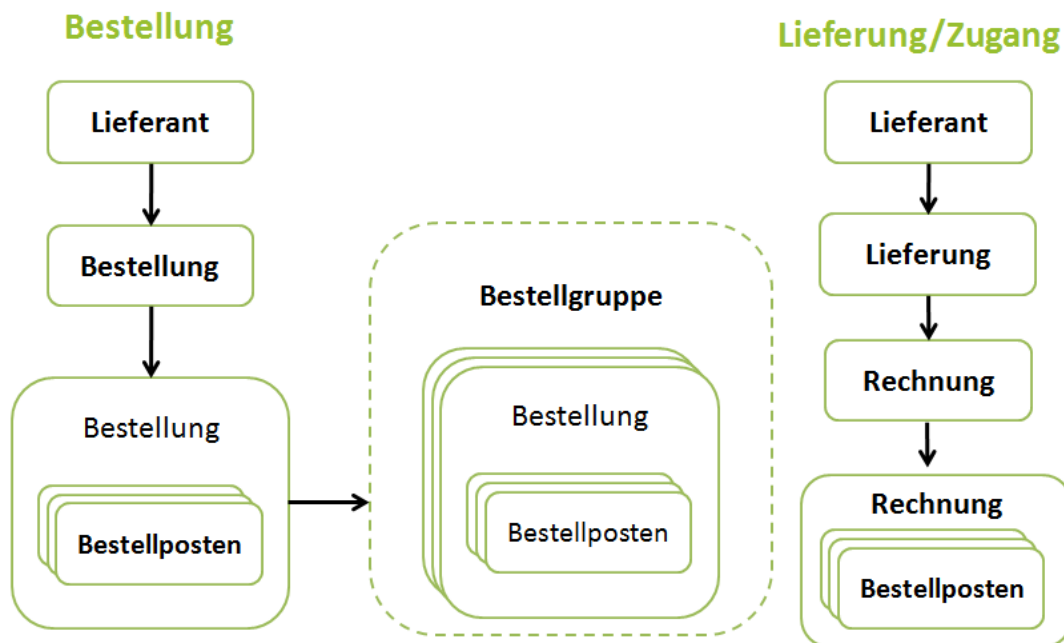 Bestellung
Lieferant
Bestellung
Bestellung
Bestellposten
Bestellgruppe
Bestellung
Bestellposten
Lieferung/Zugang
Lieferant
Lieferung
Rechnung
Rechnung
Bestellposten